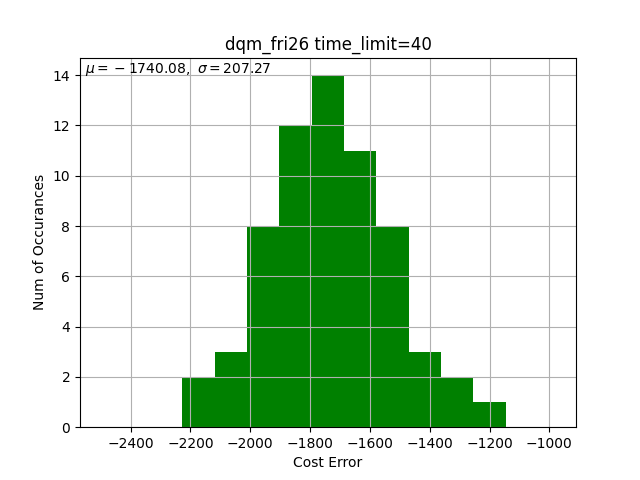 dqm_fri26 time_limit=40
μ = −1740.08, σ = 207.27
14
12
10
8
6
4
2
0
Num of Occurances
−2400 −2200 −2000 −1800 −1600 −1400 −1200 −1000
Cost Error